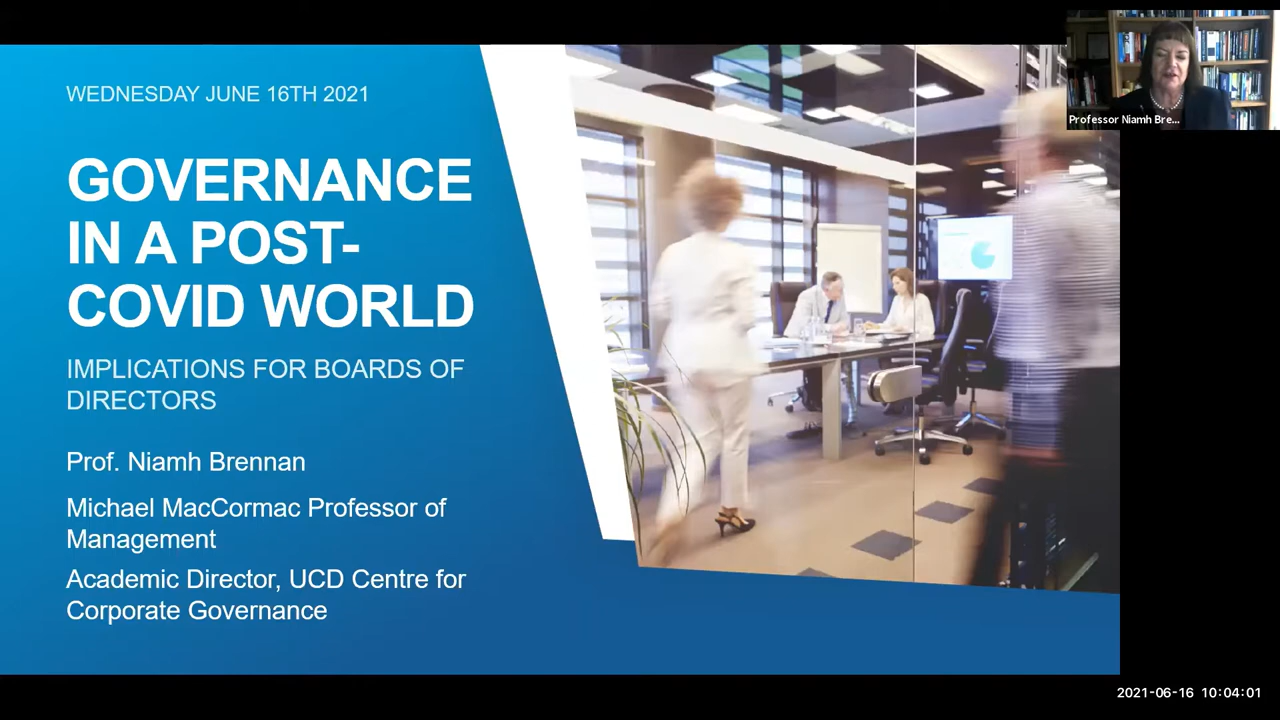 WEDNESDAY JUNE 16TH 2021
GOVERNANCE
IN A POST-
COVID WORLD
IMPLICATIONS FOR BOARDS OF
DIRECTORS
Prof. Niamh Brennan
Michael MacCormac Professor of
Management
Academic Director, UCD Centre for
Corporate Governance
Professor Niamh Bre...
2021-06-16 10:04:01